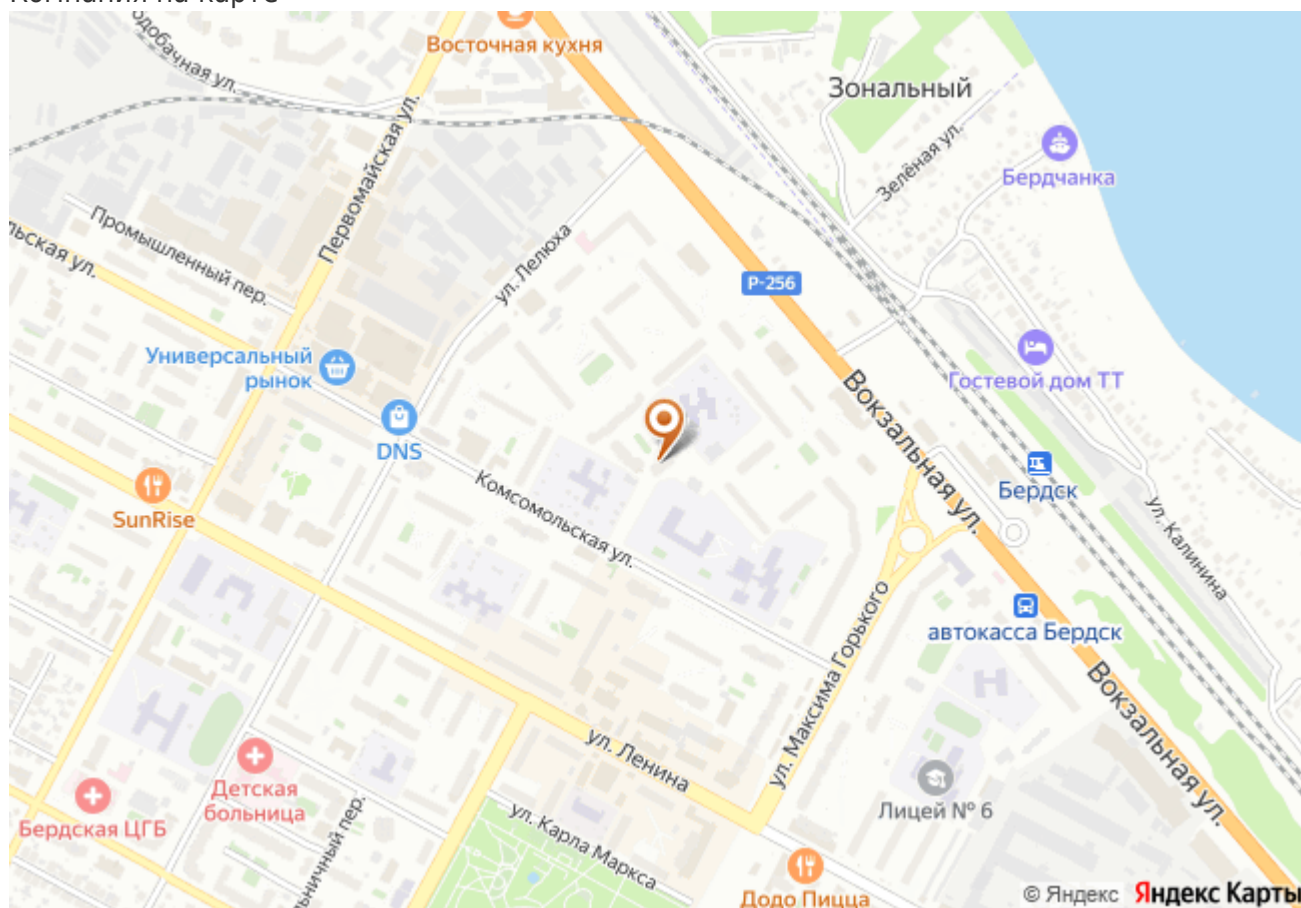 Компания на карте
Восточная кухня
Зональный
Зелёная ул.
Бердчанка
Первомайская ул.
Промышленный пер.
ул. Лелюха
Р-256
Универсальный
рынок
DNS
Гостевой дом ТТ
Вокзальная ул.
SunRise
Комсомольская ул.
Бердск
ул. Калинина
автокасса Бердск
ул. Максима Горького
Вокзальная ул.
ул. Ленина
Детская
больница
Бердская ЦГБ
Лицей № 6
ул. Карла Маркса
Додо Пицца
© Яндекс Яндекс Карты